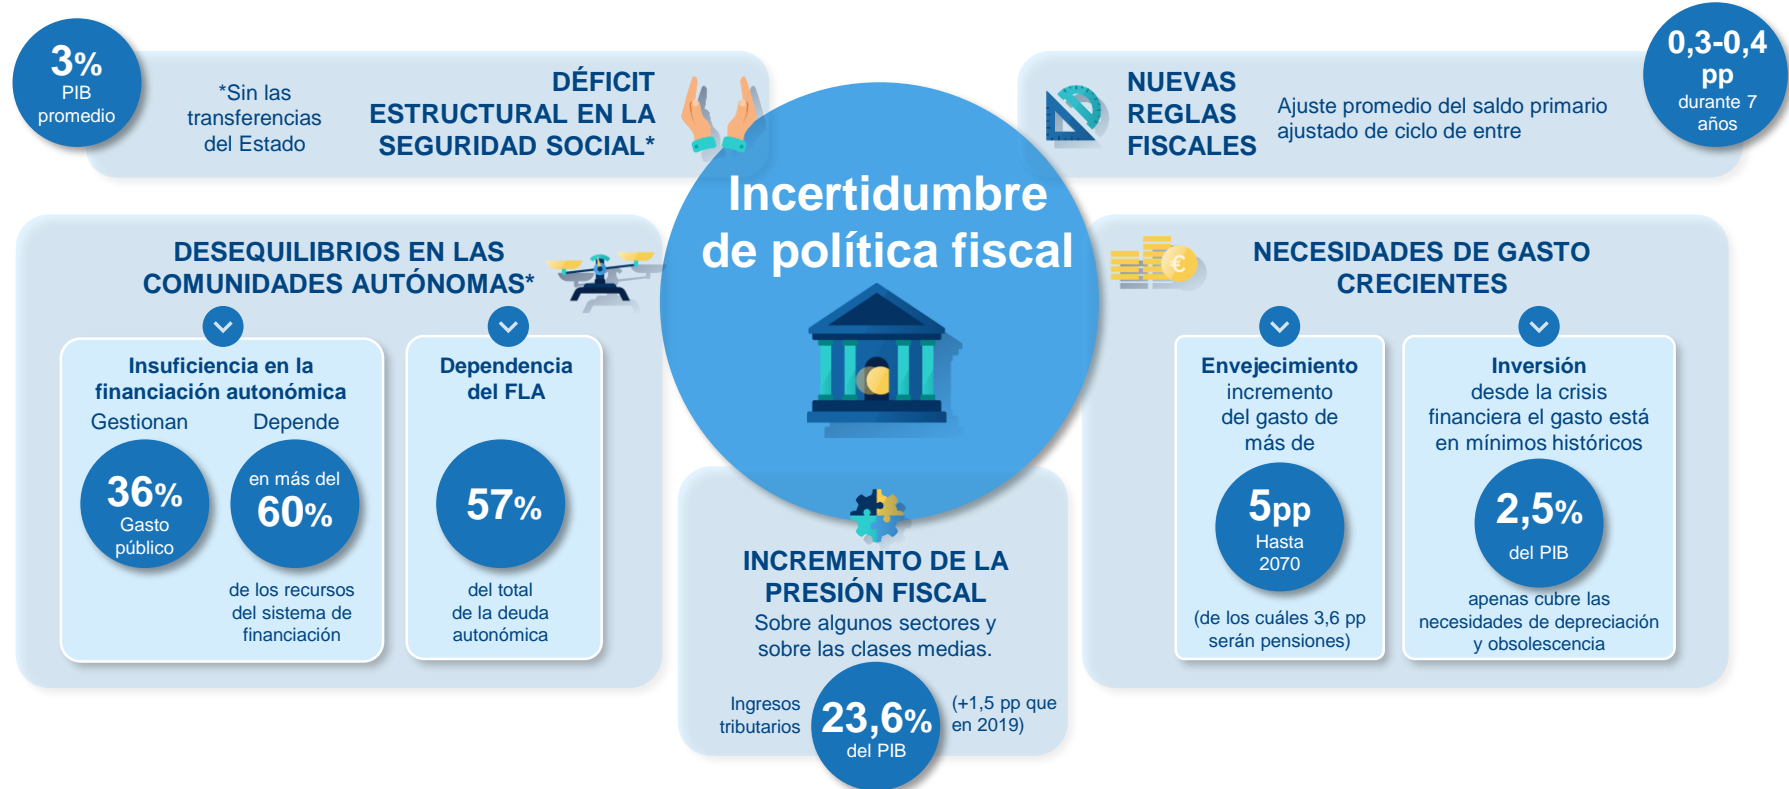 3%
PIB
promedio
*Sin las
transferencias
del Estado
DÉFICIT
ESTRUCTURAL EN LA
SEGURIDAD SOCIAL*
NUEVAS
REGLAS
FISCALES
Ajuste promedio del saldo primario
ajustado de ciclo de entre
0,3-0,4
pp
durante 7
años
Incertidumbre
de política fiscal
DESEQUILIBRIOS EN LAS
COMUNIDADES AUTÓNOMAS*
Insuficiencia en la
financiación autonómica
Gestionan
36%
Gasto
público
Depende
en más del
60%
de los recursos
del sistema de
financiación
Dependencia
del FLA
57%
del total
de la deuda
autonómica
INCREMENTO DE LA
PRESIÓN FISCAL
Sobre algunos sectores y
sobre las clases medias.
Ingresos
tributarios
23,6%
del PIB
(+1,5 pp que
en 2019)
€
NECESIDADES DE GASTO
CRECIENTES
Envejecimiento
incremento
del gasto de
más de
5pp
Hasta
2070
(de los cuáles 3,6 pp
serán pensiones)
Inversión
desde la crisis
financiera el gasto está
en mínimos históricos
2,5%
del PIB
apenas cubre las
necesidades de depreciación
y obsolescencia